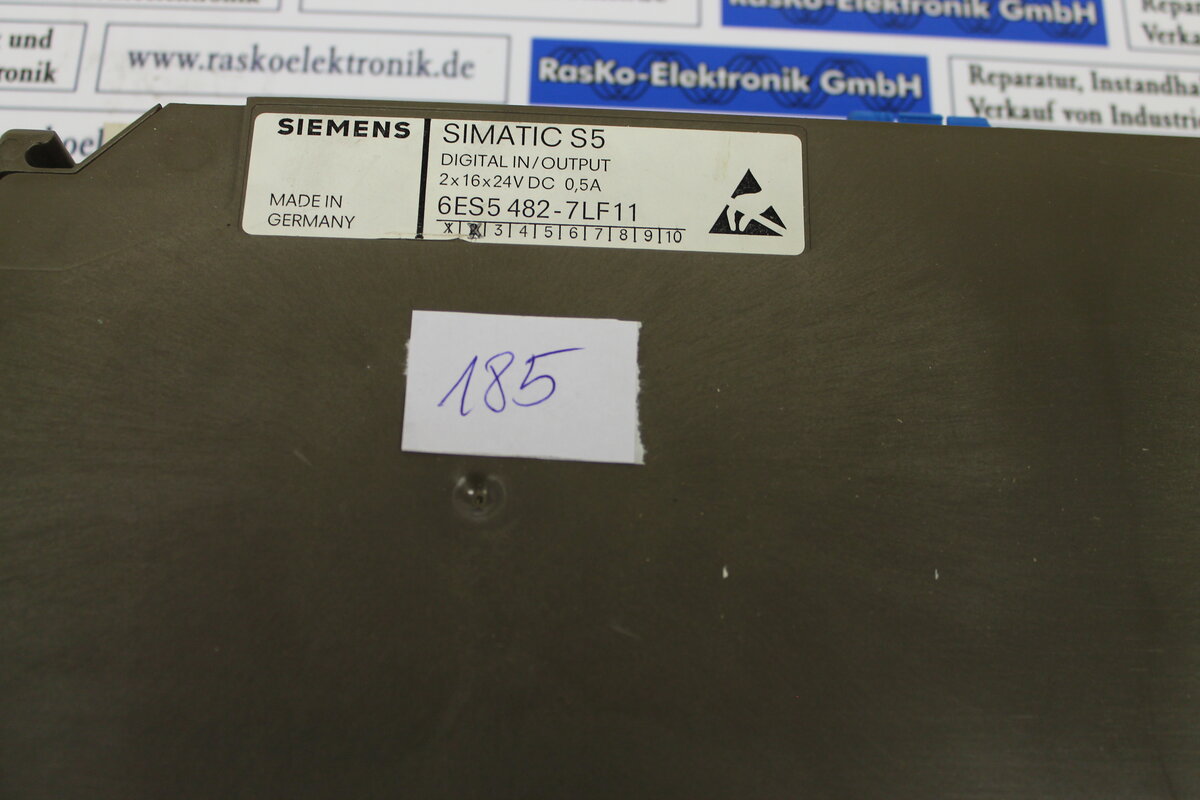 RasKo-Elektronik GmbH
und
ronik
www.raskoelektronik.de
RasKo-Elektronik GmbH
Reparatur, Instandha
Verkauf von Industri
SIEMENS
MADE IN
GERMANY
SIMATIC S5
DIGITAL IN/OUTPUT
2x16x24V DC 0,5A
6ES5 482-7LF11
X 2 3 4 5 6 7 8 9 10
185